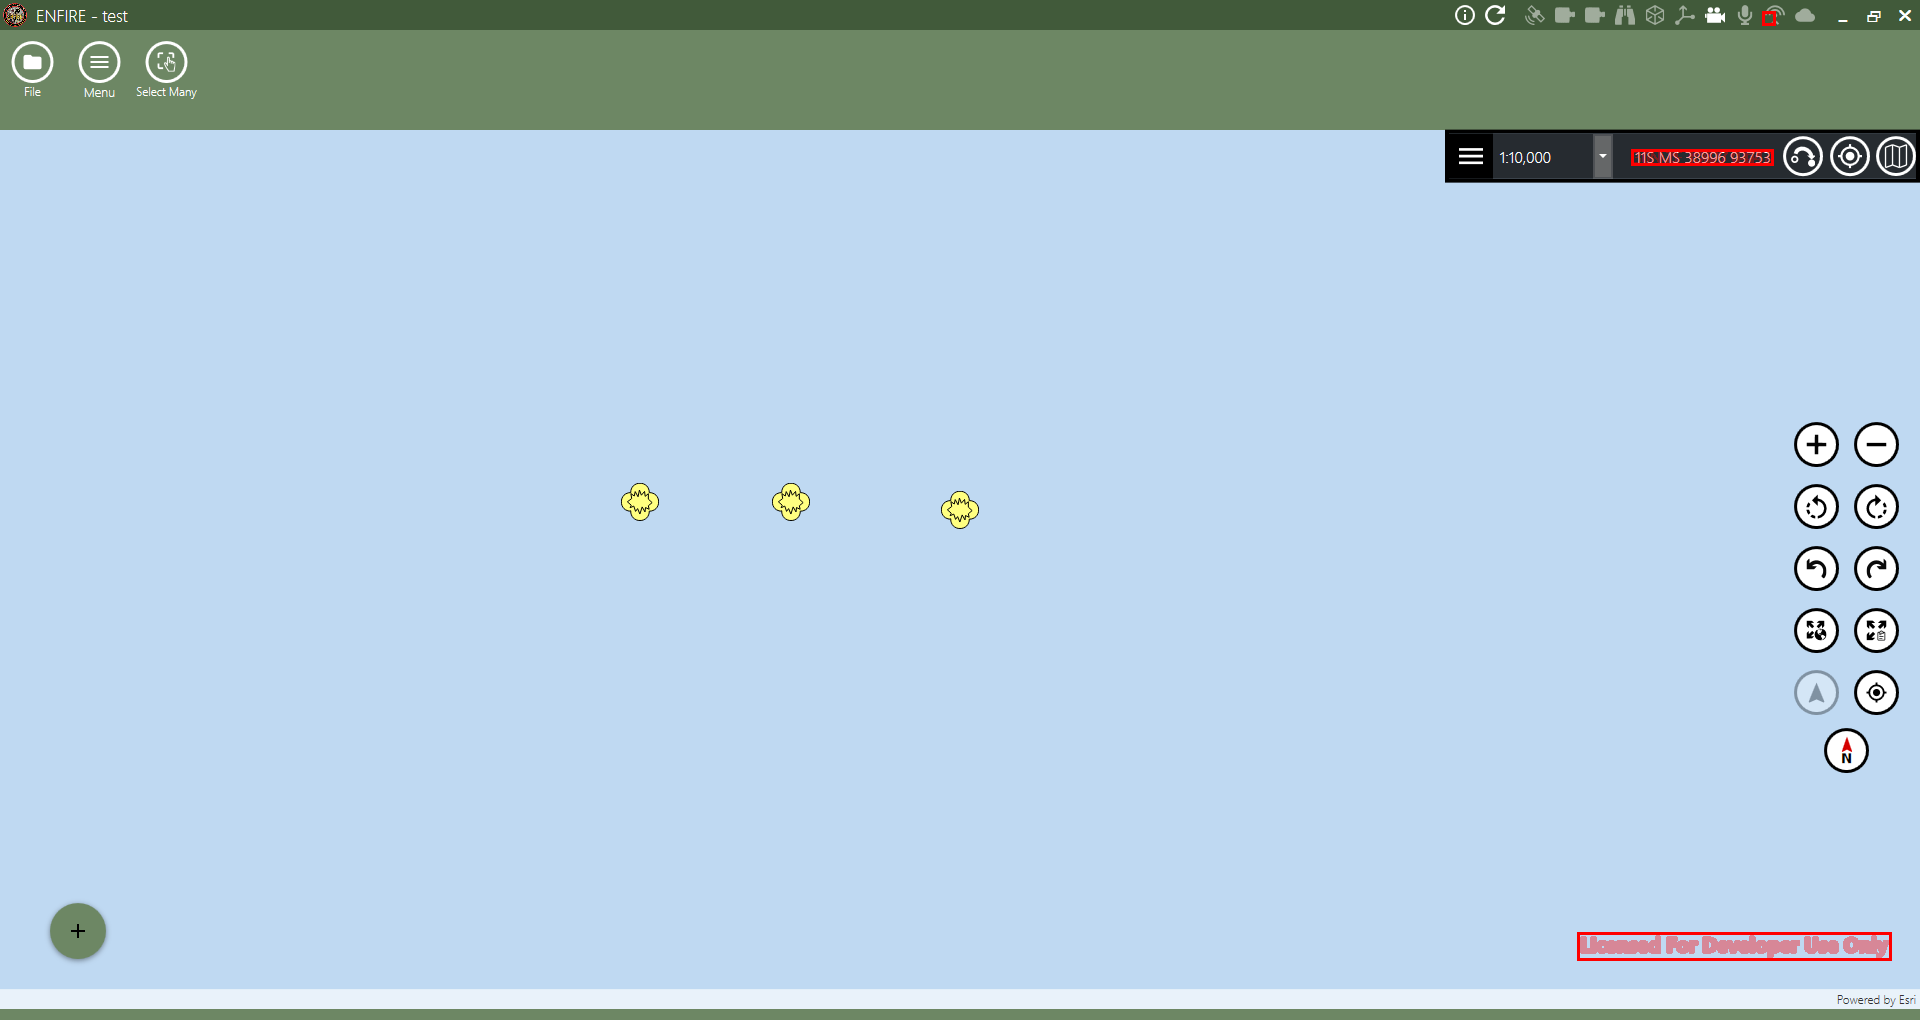 ENFIRE - test
File
Menu
Select Many
1:10,000
11S MS 38996 93753
N
Licensed For Developer Use Only
Powered by Esri